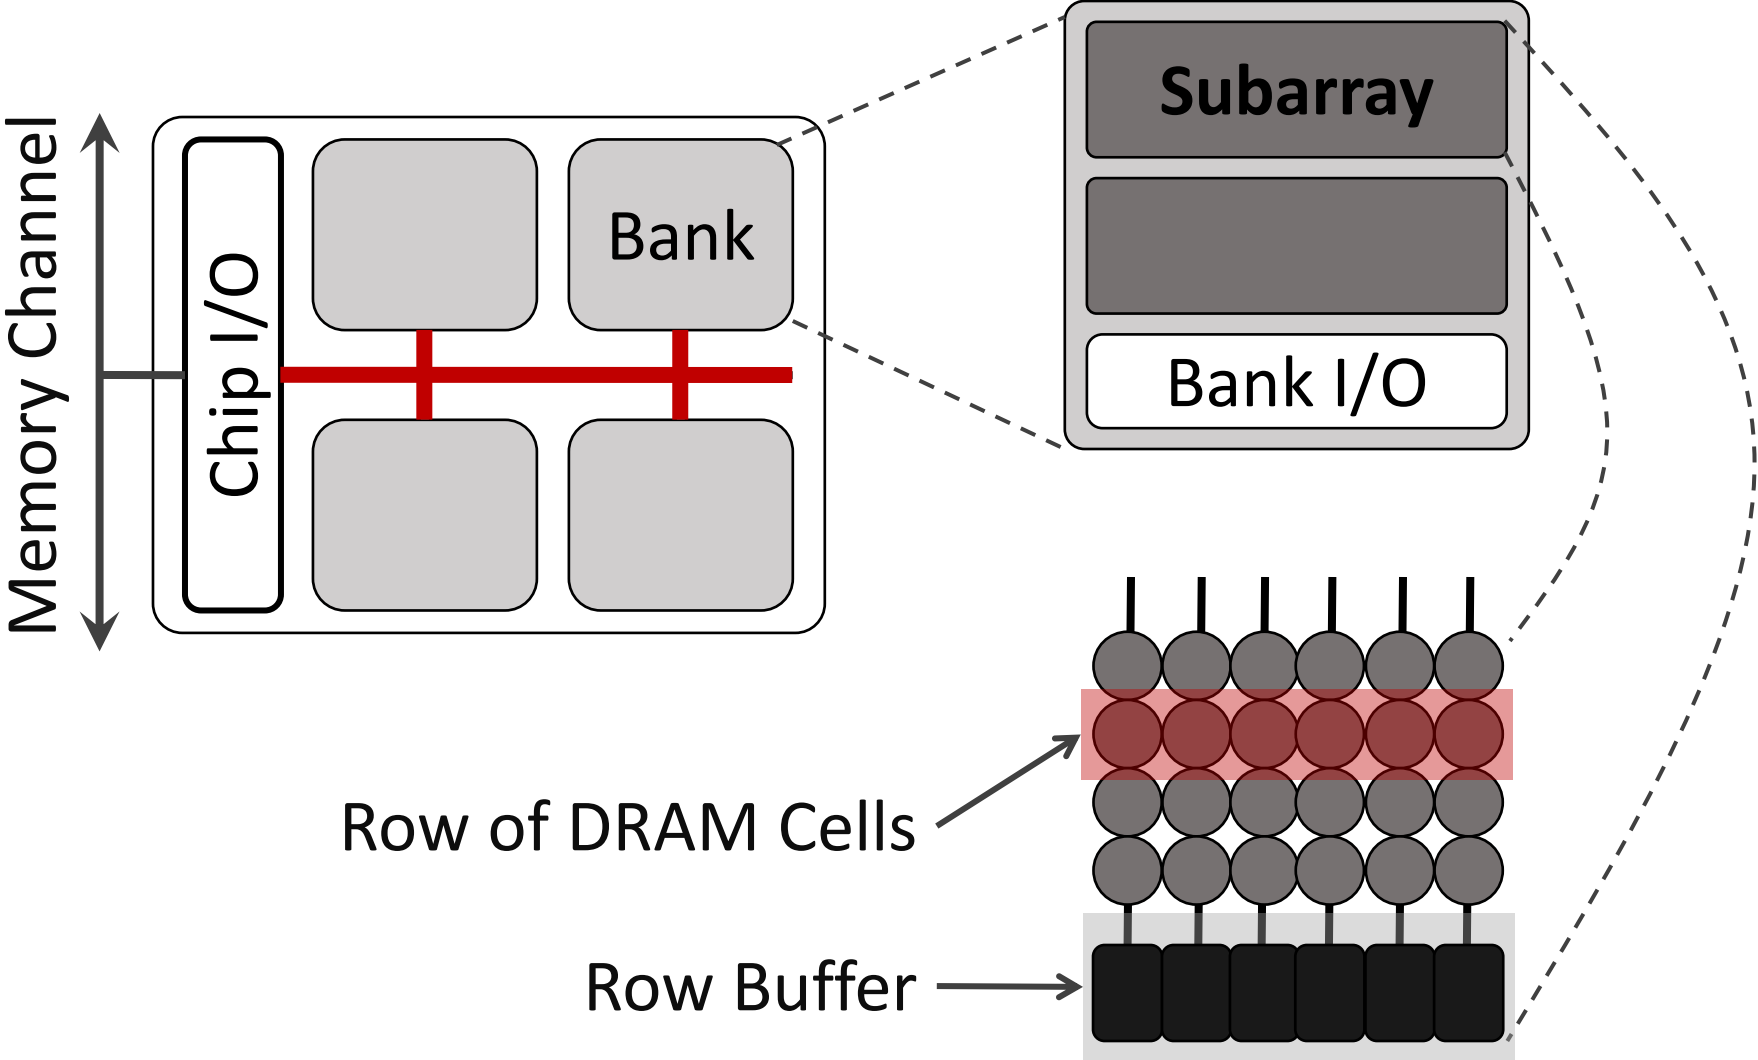 Memory Channel
Chip I/O
Bank
Subarray
Bank I/O
Row of DRAM Cells
Row Buffer